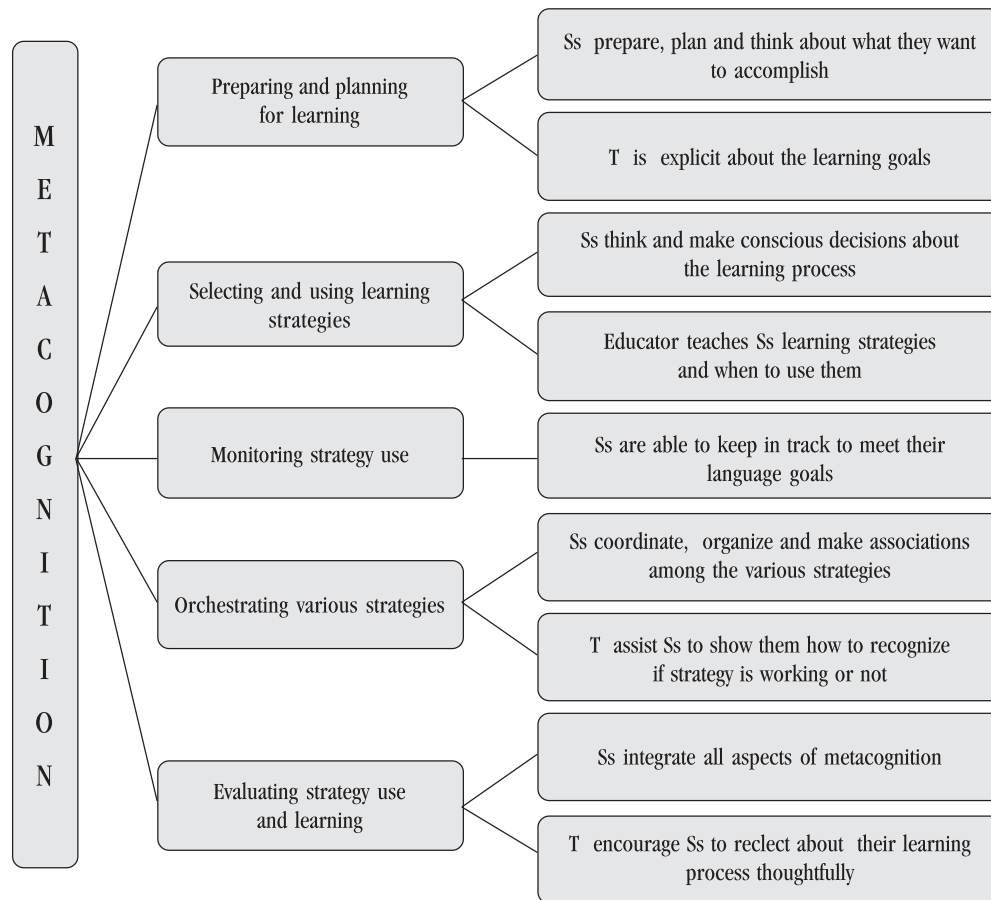 METACOGNITION
Preparing and planning
for learning
Ss prepare, plan and think about what they want
to accomplish
T is explicit about the learning goals
Selecting and using learning
strategies
Ss think and make conscious decisions about
the learning process
Educator teaches Ss learning strategies
and when to use them
Monitoring strategy use
Ss are able to keep in track to meet their
language goals
Orchestrating various strategies
Ss coordinate, organize and make associations
among the various strategies
T assist Ss to show them how to recognize
if strategy is working or not
Evaluating strategy use
and learning
Ss integrate all aspects of metacognition
T encourage Ss to reclect about their learning
process thoughtfully